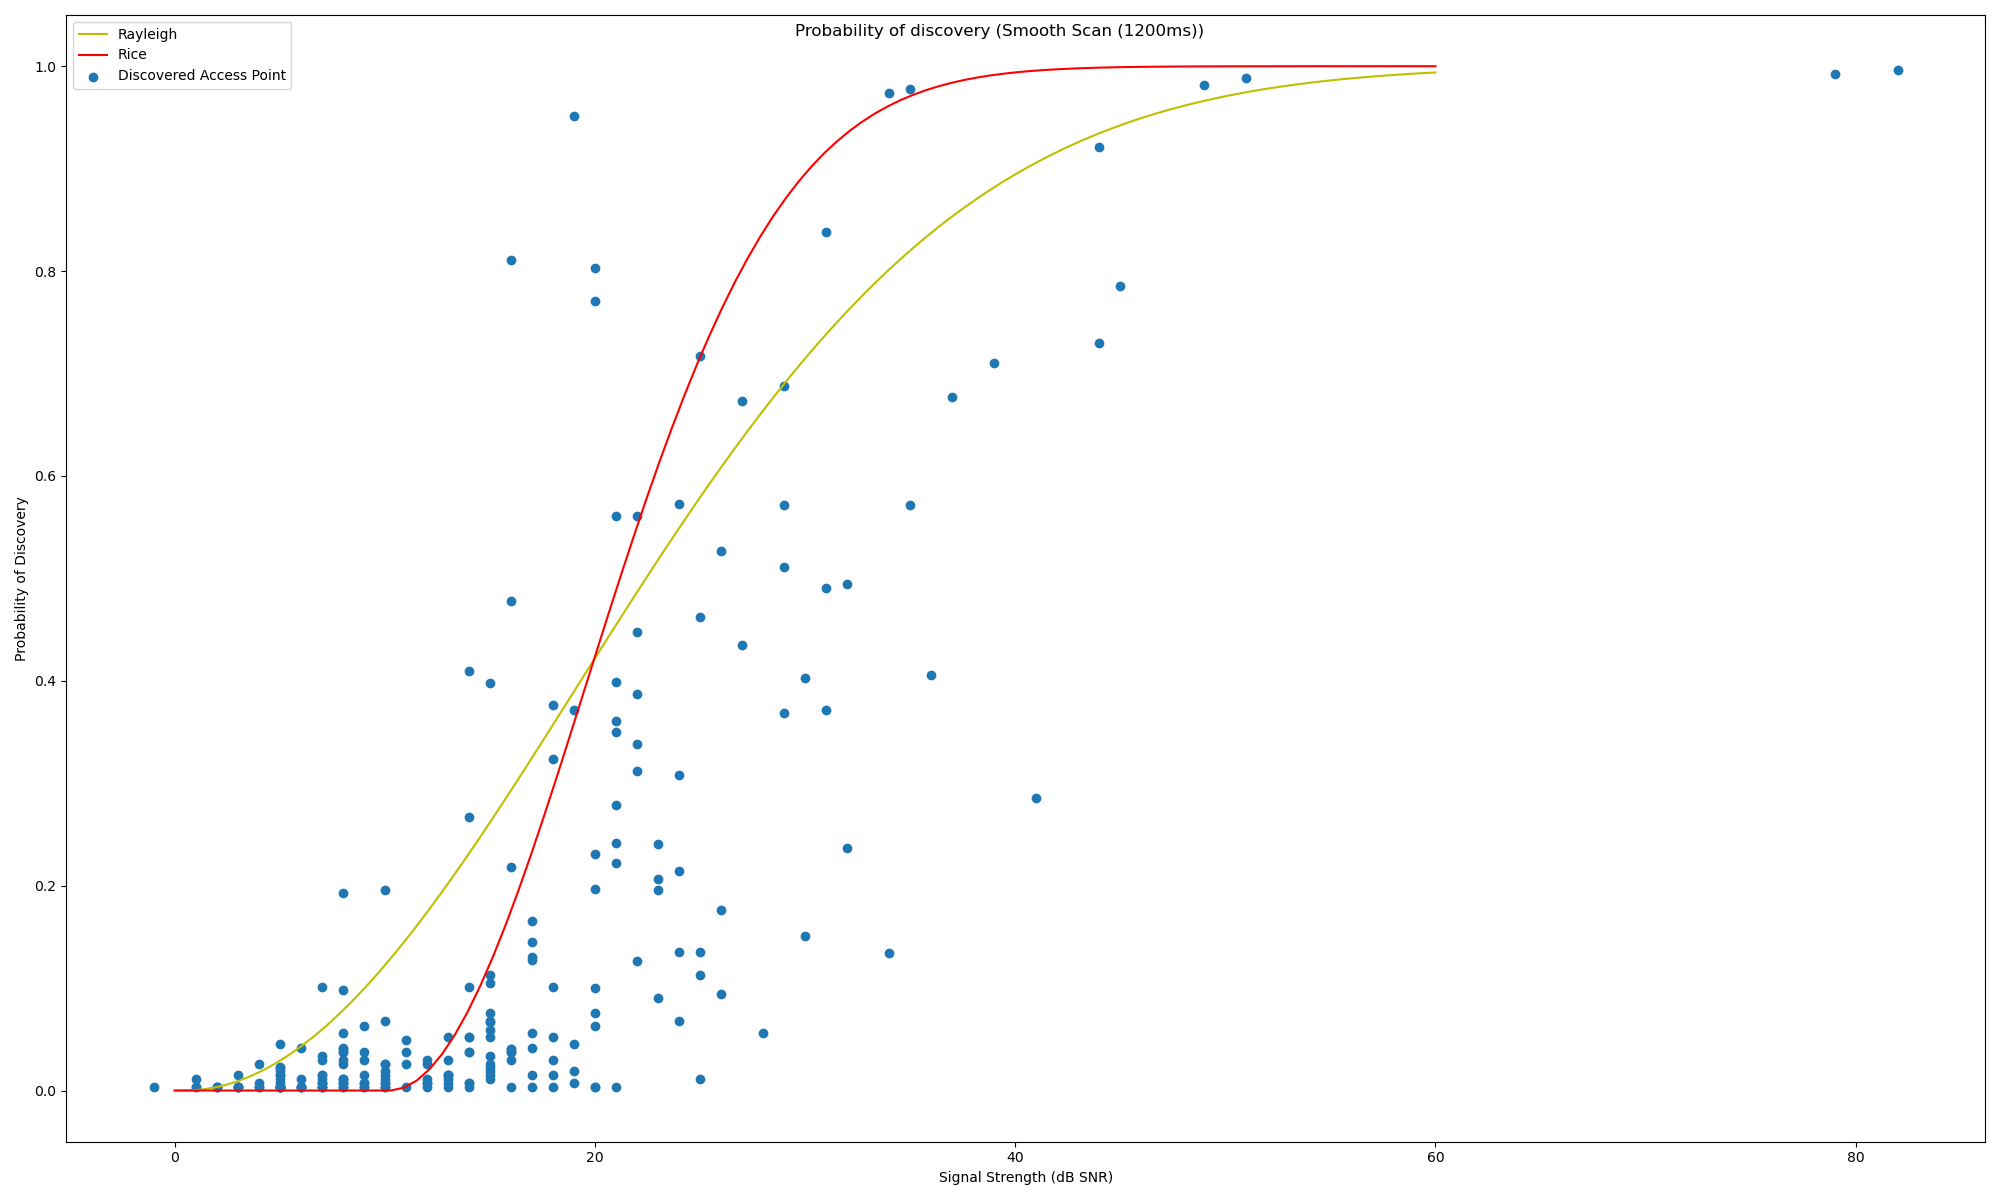 Probability of discovery (Smooth Scan (1200ms))
Rayleigh
Rice
Discovered Access Point
1.0
0.8
0.6
0.4
0.2
0.0
Probability of Discovery
0
20
40
60
80
Signal Strength (dB SNR)